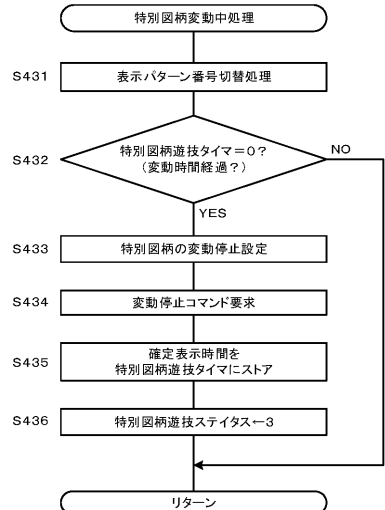 特別図柄変動中処理
S431
表示パターン番号切替処理
S432
特別図柄遊技タイマ=0?
(変動時間経過?)
NO
YES
S433
特別図柄の変動停止設定
S434
変動停止コマンド要求
S435
確定表示時間を
特別図柄遊技タイマにストア
S436
特別図柄遊技ステイタス←3
リターン